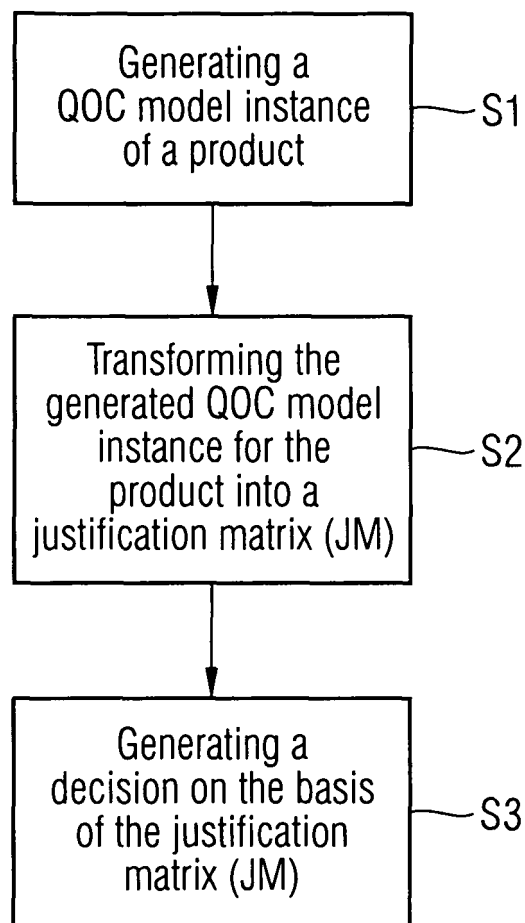 Generating a
QOC model instance
of a product
S1
Transforming the
generated QOC model
instance for the
product into a
justification matrix (JM)
S2
Generating a
decision on the basis
of the justification
matrix (JM)
S3